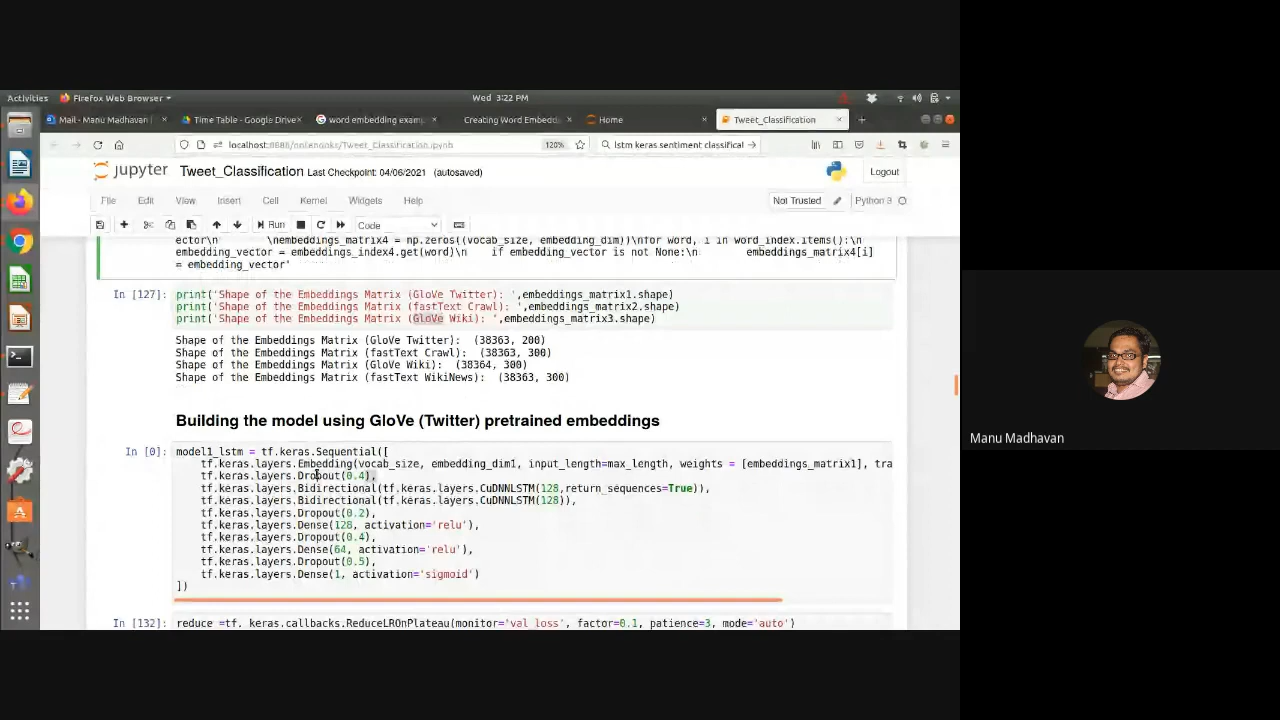 Activities
Firefox Web Browser
Wed 3:22 PM
Mail - Manu Madhavan
Time Table - Google Drive
word embedding exam
Creating Word Embedd
Home
Tweet_Classification
localhost:8888/
/Tweet_Classification.ipynb
120%
lstm keras sentiment classificat
jupyter
Tweet_Classification Last Checkpoint: 04/06/2021 (autosaved)
Logout
File Edit View Insert Cell Kernel Widgets Help
Not Trusted
Python 3
Run
Code
ector\n \nembeddings_matrix4 = np.zeros((vocab_size, embedding_dim))\nfor word, i in word_index.items():\n
embedding_vector = embeddings_index4.get(word)\n if embedding_vector is not None:\n embeddings_matrix4[i]
= embedding_vector'
In [127]:
print('Shape of the Embeddings Matrix (GloVe Twitter): ',embeddings_matrix1.shape)
print('Shape of the Embeddings Matrix (fastText Crawl): ',embeddings_matrix2.shape)
print('Shape of the Embeddings Matrix (GloVe Wiki): ',embeddings_matrix3.shape)
Shape of the Embeddings Matrix (GloVe Twitter): (38363, 200)
Shape of the Embeddings Matrix (fastText Crawl): (38363, 300)
Shape of the Embeddings Matrix (GloVe Wiki): (38364, 300)
Shape of the Embeddings Matrix (fastText WikiNews): (38363, 300)
Building the model using GloVe (Twitter) pretrained embeddings
In [0]:
model1_lstm = tf.keras.Sequential([
tf.keras.layers.Embedding(vocab_size, embedding_dim1, input_length=max_length, weights = [embeddings_matrix1], tra
tf.keras.layers.Dropout(0.4),
tf.keras.layers.Bidirectional(tf.keras.layers.CuDNNLSTM(128,return_sequences=True)),
tf.keras.layers.Bidirectional(tf.keras.layers.CuDNNLSTM(128)),
tf.keras.layers.Dropout(0.2),
tf.keras.layers.Dense(128, activation='relu'),
tf.keras.layers.Dropout(0.4),
tf.keras.layers.Dense(64, activation='relu'),
tf.keras.layers.Dropout(0.5),
tf.keras.layers.Dense(1, activation='sigmoid')
])
In [132]:
reduce =tf. keras.callbacks.ReduceLROnPlateau(monitor='val_loss', factor=0.1, patience=3, mode='auto')
Manu Madhavan